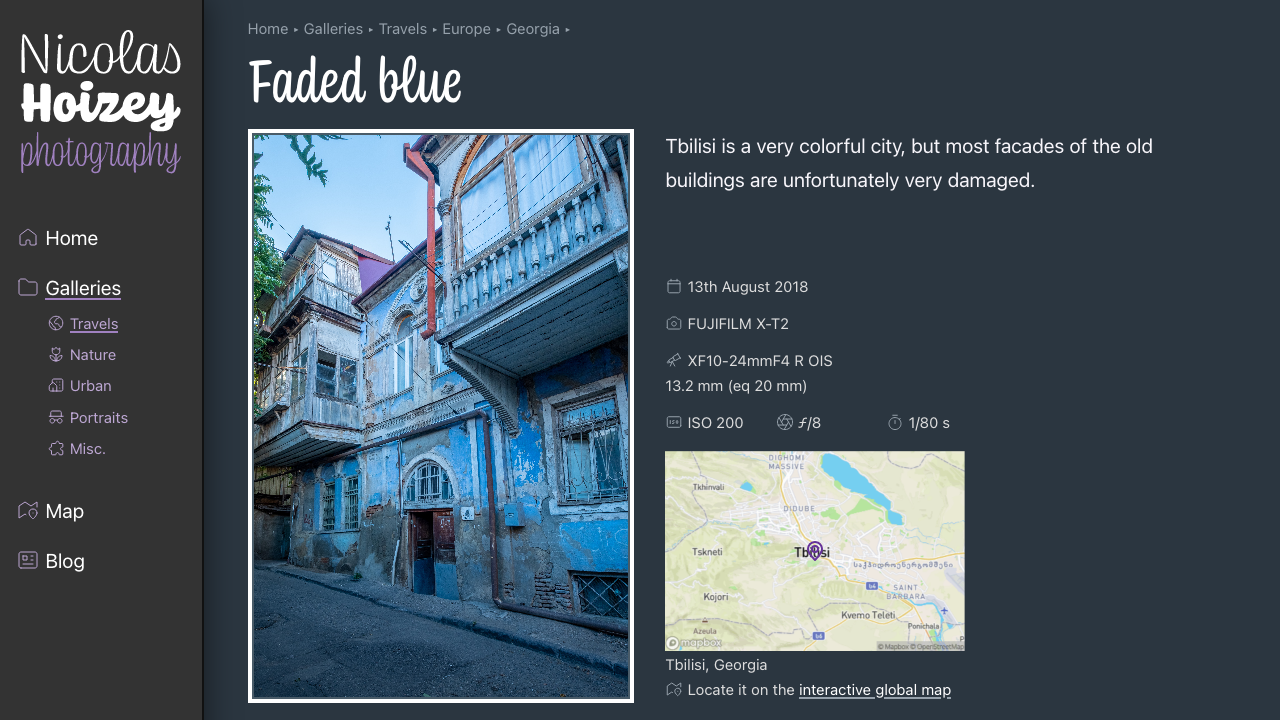 Nicolas
Hoizey
photography
Home
Galleries
Travels
Nature
Urban
Portraits
Misc.
Map
Blog
Home ▸ Galleries ▸ Travels ▸ Europe ▸ Georgia ▸
Faded blue
Tbilisi is a very colorful city, but most facades of the old
buildings are unfortunately very damaged.
13th August 2018
FUJIFILM X-T2
XF10-24mmF4 R OIS
13.2 mm (eq 20 mm)
ISO 200 ƒ/8 1/80 s
DIGHOMI
MASSIVE
Tkhinvali
DIDUBE
Tskneti
Tbilisi
საქვიდროენერგომშენი
SAINT
BARBARA
Kojori
Kvemo Teleti
Ponichala
Azeula
mapbox
© Mapbox © OpenStreetMap
Tbilisi, Georgia
Locate it on the interactive global map